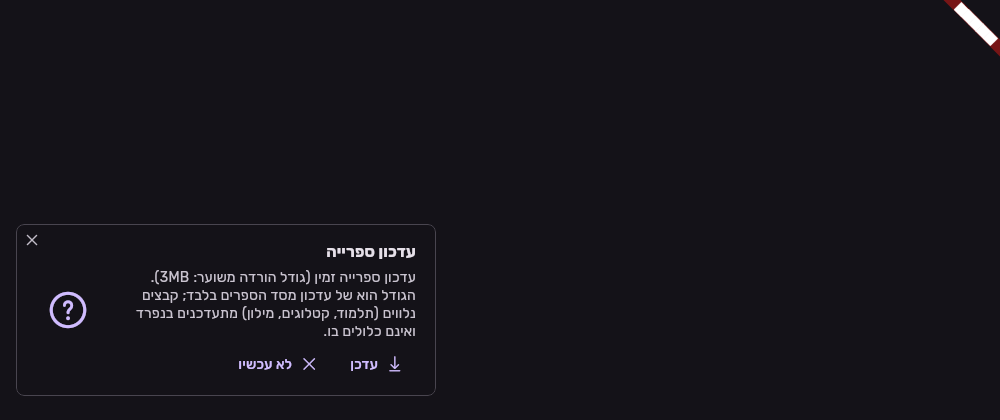 עדכון ספרייה
עדכון ספרייה זמין (גודל הורדה משוער: 3MB).
הגודל הוא של עדכון מסד הספרים בלבד; קבצים
נלווים (תלמוד, קטלוגים, מילון) מתעדכנים בנפרד
ואינם כלולים בו.
עדכן
לא עכשיו